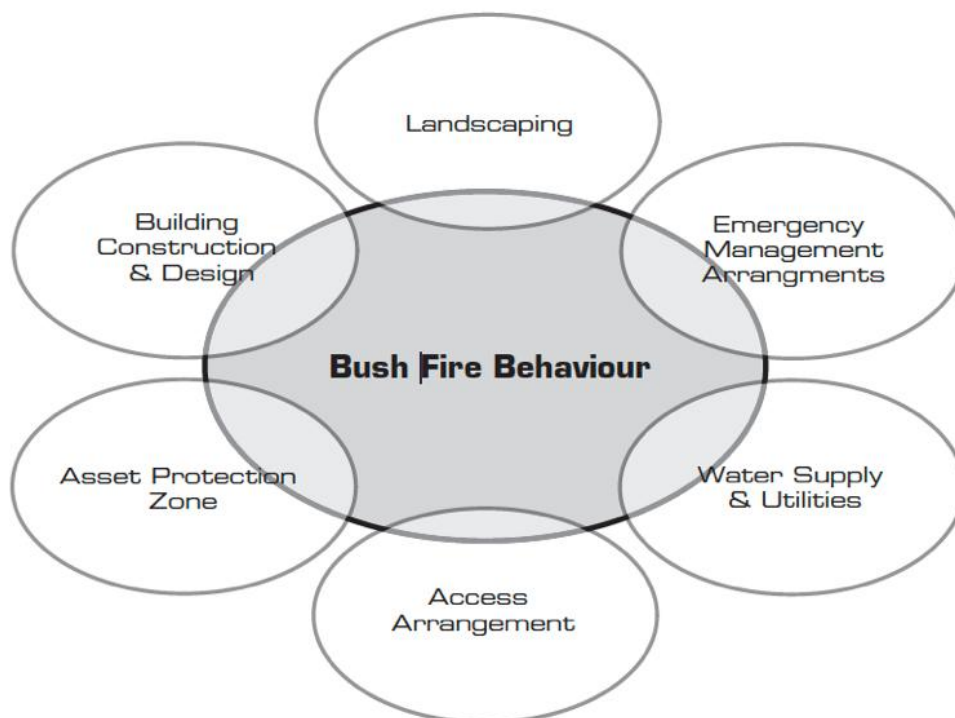 Landscaping
Building
Construction
& Design
Emergency
Management
Arrangments
Bush Fire Behaviour
Asset Protection
Zone
Water Supply
& Utilities
Access
Arrangement